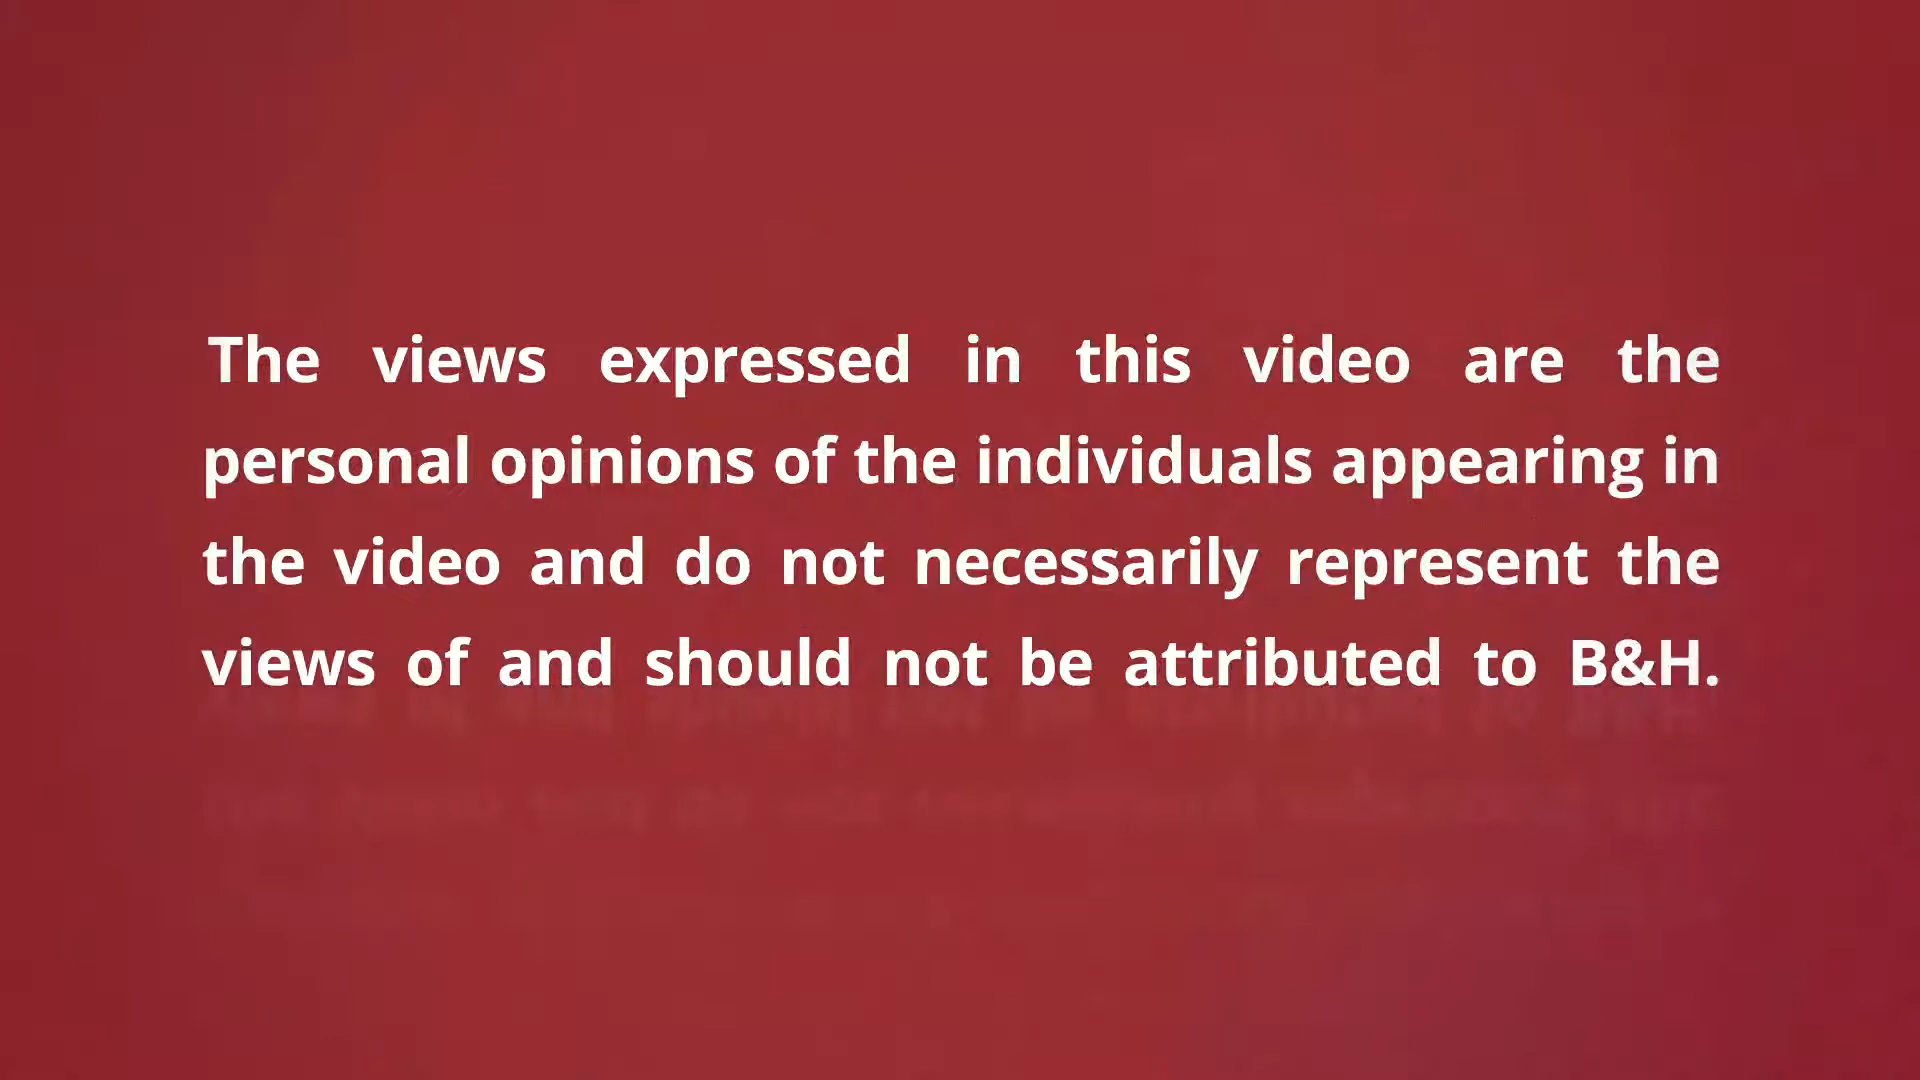 The views expressed in this video are the
personal opinions of the individuals appearing in
the video and do not necessarily represent the
views of and should not be attributed to B&H.